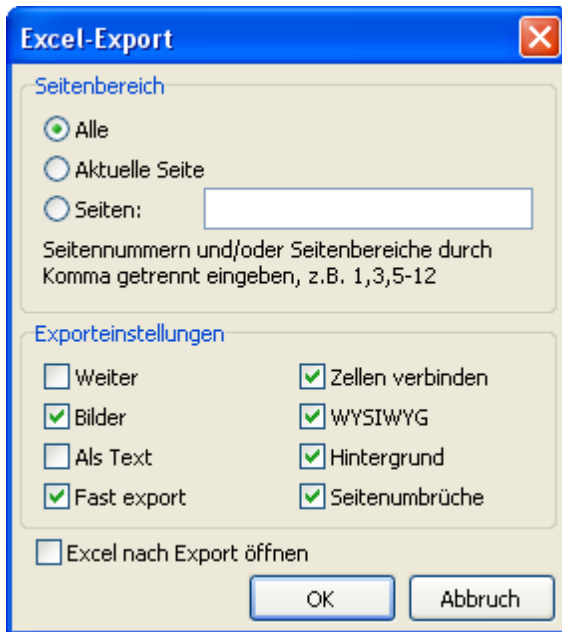 Excel-Export
Seitenbereich
Alle
Aktuelle Seite
Seiten:
Seitennummern und/oder Seitenbereiche durch
Komma getrennt eingeben, z.B. 1,3,5-12
Exporteinstellungen
Weiter Zellen verbinden
Bilder WYSIWYG
Als Text Hintergrund
Fast export Seitenumbrüche
Excel nach Export öffnen
OK Abbruch